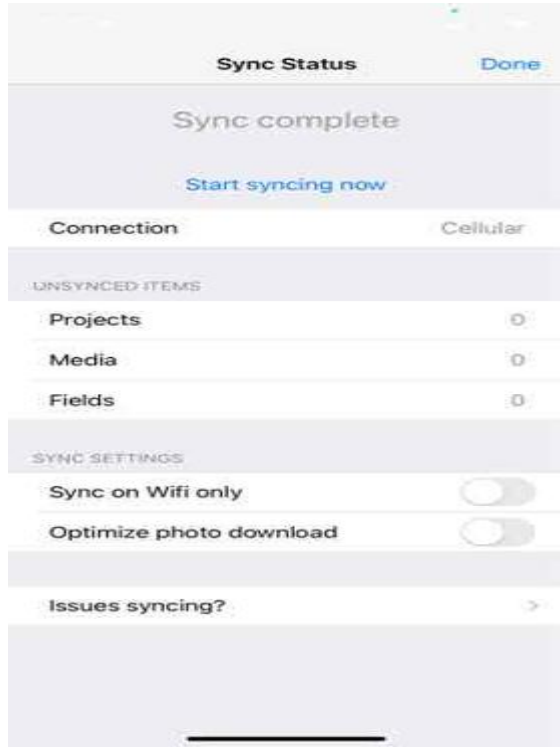 Sync Status Done
Sync complete
Start syncing now
Connection Cellular
UNSYNCED ITEMS
Projects 0
Media 0
Fields 0
SYNC SETTINGS
Sync on Wifi only
Optimize photo download
Issues syncing?